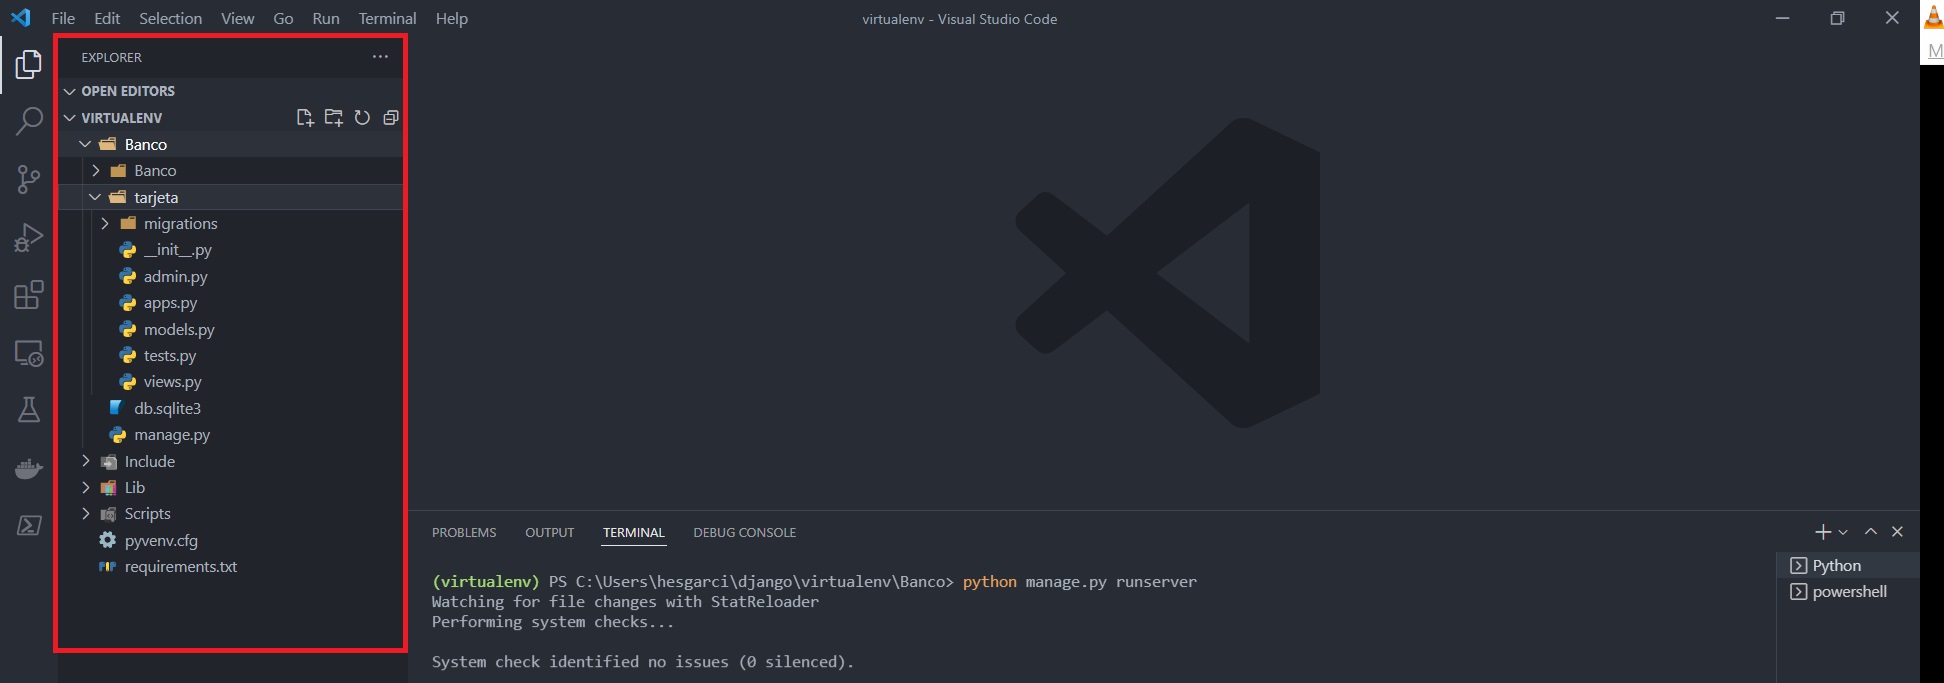 File Edit Selection View Go Run Terminal Help
virtualenv - Visual Studio Code
M
EXPLORER
OPEN EDITORS
VIRTUALENV
Banco
Banco
tarjeta
migrations
__init__.py
admin.py
apps.py
models.py
tests.py
views.py
db.sqlite3
manage.py
Include
Lib
Scripts
pyvenv.cfg
requirements.txt
PROBLEMS OUTPUT TERMINAL DEBUG CONSOLE
(virtualenv) PS C:\Users\hesgarci\django\virtualenv\Banco> python manage.py runserver
Watching for file changes with StatReloader
Performing system checks...
System check identified no issues (0 silenced).
Python
powershell